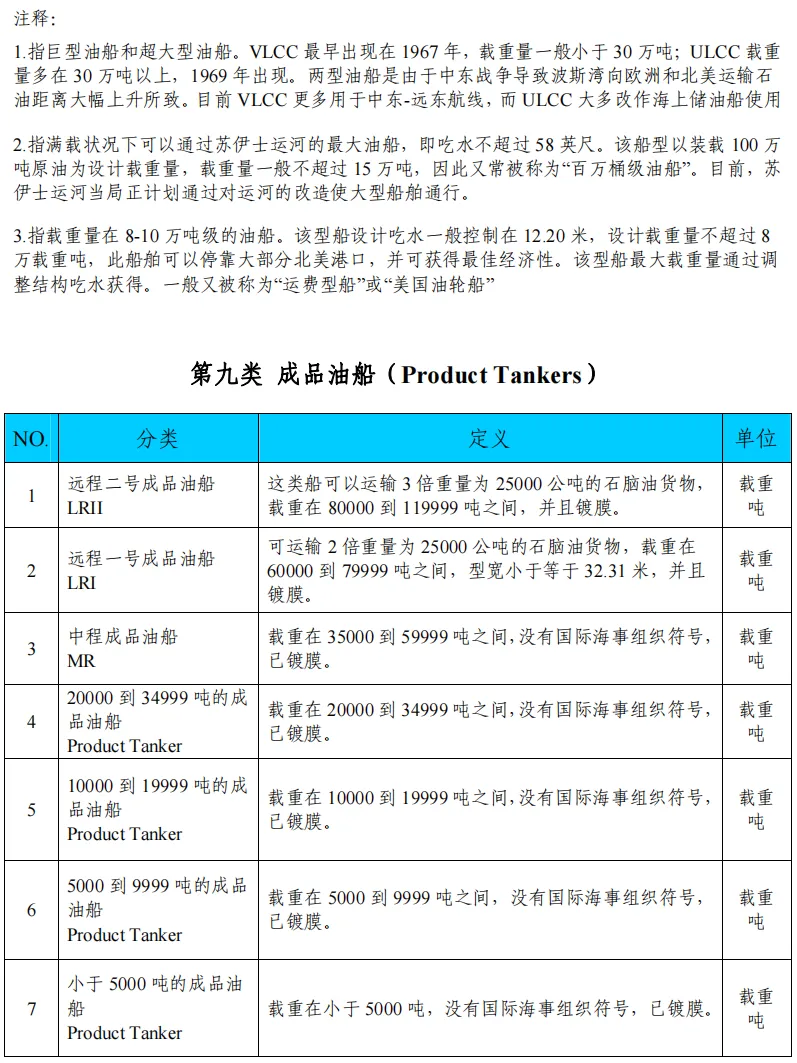 注释：
1.指巨型油船和超大型油船。VLCC 最早出现在 1967 年，载重量一般小于 30 万吨；ULCC 载重
量多在 30 万吨以上，1969 年出现。两型油船是由于中东战争导致波斯湾向欧洲和北美运输石
油距离大幅上升所致。目前 VLCC 更多用于中东-远东航线，而 ULCC 大多改作海上储油船使用
2.指满载状况下可以通过苏伊士运河的最大油船，即吃水不超过 58 英尺。该船型以装载 100 万
吨原油为设计载重量，载重量一般不超过 15 万吨，因此又常被称为“百万桶级油船”。目前，苏
伊士运河当局正计划通过对运河的改造使大型船舶通行。
3.指载重量在 8-10 万吨级的油船。该型船设计吃水一般控制在 12.20 米，设计载重量不超过 8
万载重吨，此船舶可以停靠大部分北美港口，并可获得最佳经济性。该型船最大载重量通过调
整结构吃水获得。一般又被称为“运费型船”或“美国油轮船”
第九类 成品油船（Product Tankers）
NO. 分类 定义 单位
1
远程二号成品油船
LRII
这类船可以运输 3 倍重量为 25000 公吨的石脑油货物，
载重在 80000 到 119999 吨之间，并且镀膜。
载重
吨
2
远程一号成品油船
LRI
可运输 2 倍重量为 25000 公吨的石脑油货物，载重在
60000 到 79999 吨之间，型宽小于等于 32.31 米，并且
镀膜。
载重
吨
3
中程成品油船
MR
载重在 35000 到 59999 吨之间，没有国际海事组织符号，
已镀膜。
载重
吨
4
20000 到 34999 吨的成
品油船
Product Tanker
载重在 20000 到 34999 吨之间，没有国际海事组织符号，
已镀膜。
载重
吨
5
10000 到 19999 吨的成
品油船
Product Tanker
载重在 10000 到 19999 吨之间，没有国际海事组织符号，
已镀膜。
载重
吨
6
5000 到 9999 吨的成品
油船
Product Tanker
载重在 5000 到 9999 吨之间，没有国际海事组织符号，
已镀膜。
载重
吨
7
小于 5000 吨的成品油
船
Product Tanker
载重在小于 5000 吨，没有国际海事组织符号，已镀膜。
载重
吨